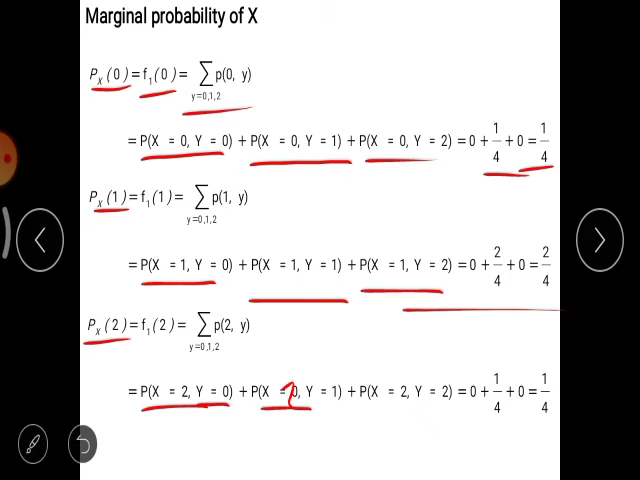 Marginal probability of X
P_X(0) = f_1(0) = ∑_{y=0,1,2} p(0, y)
= P(X = 0, Y = 0) + P(X = 0, Y = 1) + P(X = 0, Y = 2) = 0 + 1/4 + 0 = 1/4
P_X(1) = f_1(1) = ∑_{y=0,1,2} p(1, y)
= P(X = 1, Y = 0) + P(X = 1, Y = 1) + P(X = 1, Y = 2) = 0 + 2/4 + 0 = 2/4
P_X(2) = f_1(2) = ∑_{y=0,1,2} p(2, y)
= P(X = 2, Y = 0) + P(X = 2, Y = 1) + P(X = 2, Y = 2) = 0 + 1/4 + 0 = 1/4